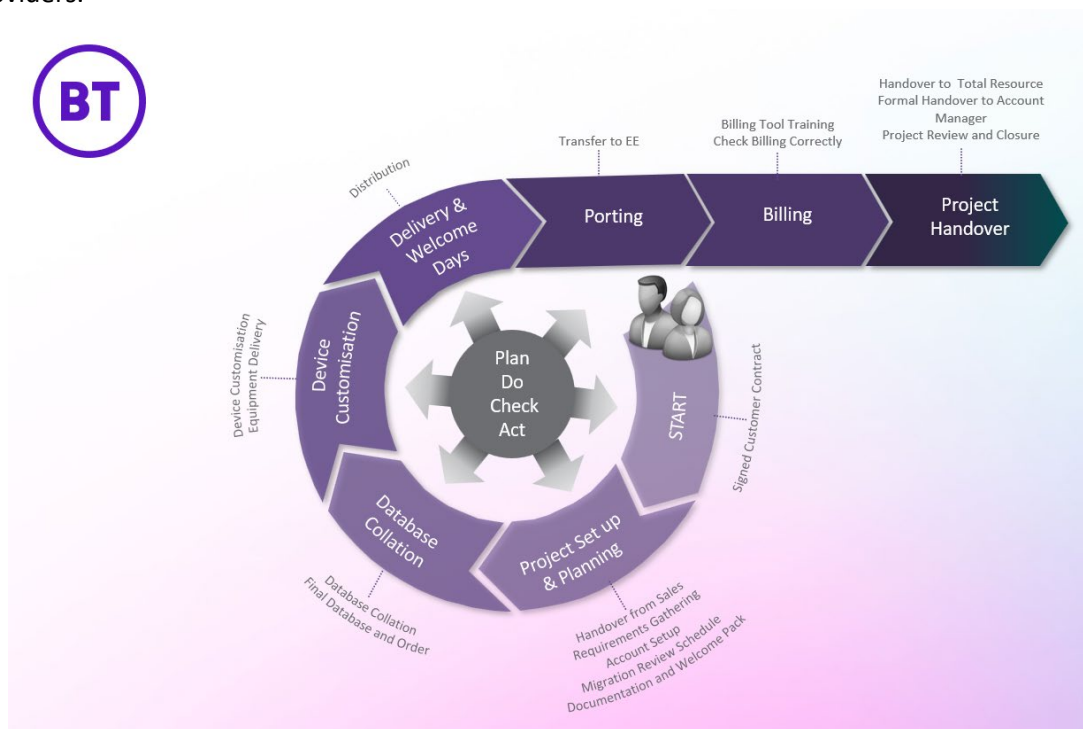 oviders.
BT
Handover to Total Resource
Formal Handover to Account
Manager
Project Review and Closure
Billing Tool Training
Check Billing Correctly
Transfer to EE
Distribution
Delivery &
Welcome
Days
Porting
Billing
Project
Handover
Device Customisation
Equipment Delivery
Device
Customisation
Plan
Do
Check
Act
START
Signed Customer Contract
Database
Collation
Project Set up
& Planning
Database Collation
Final Database and Order
Handover from Sales
Requirements Gathering
Account Setup
Migration Review Schedule
Documentation and Welcome Pack